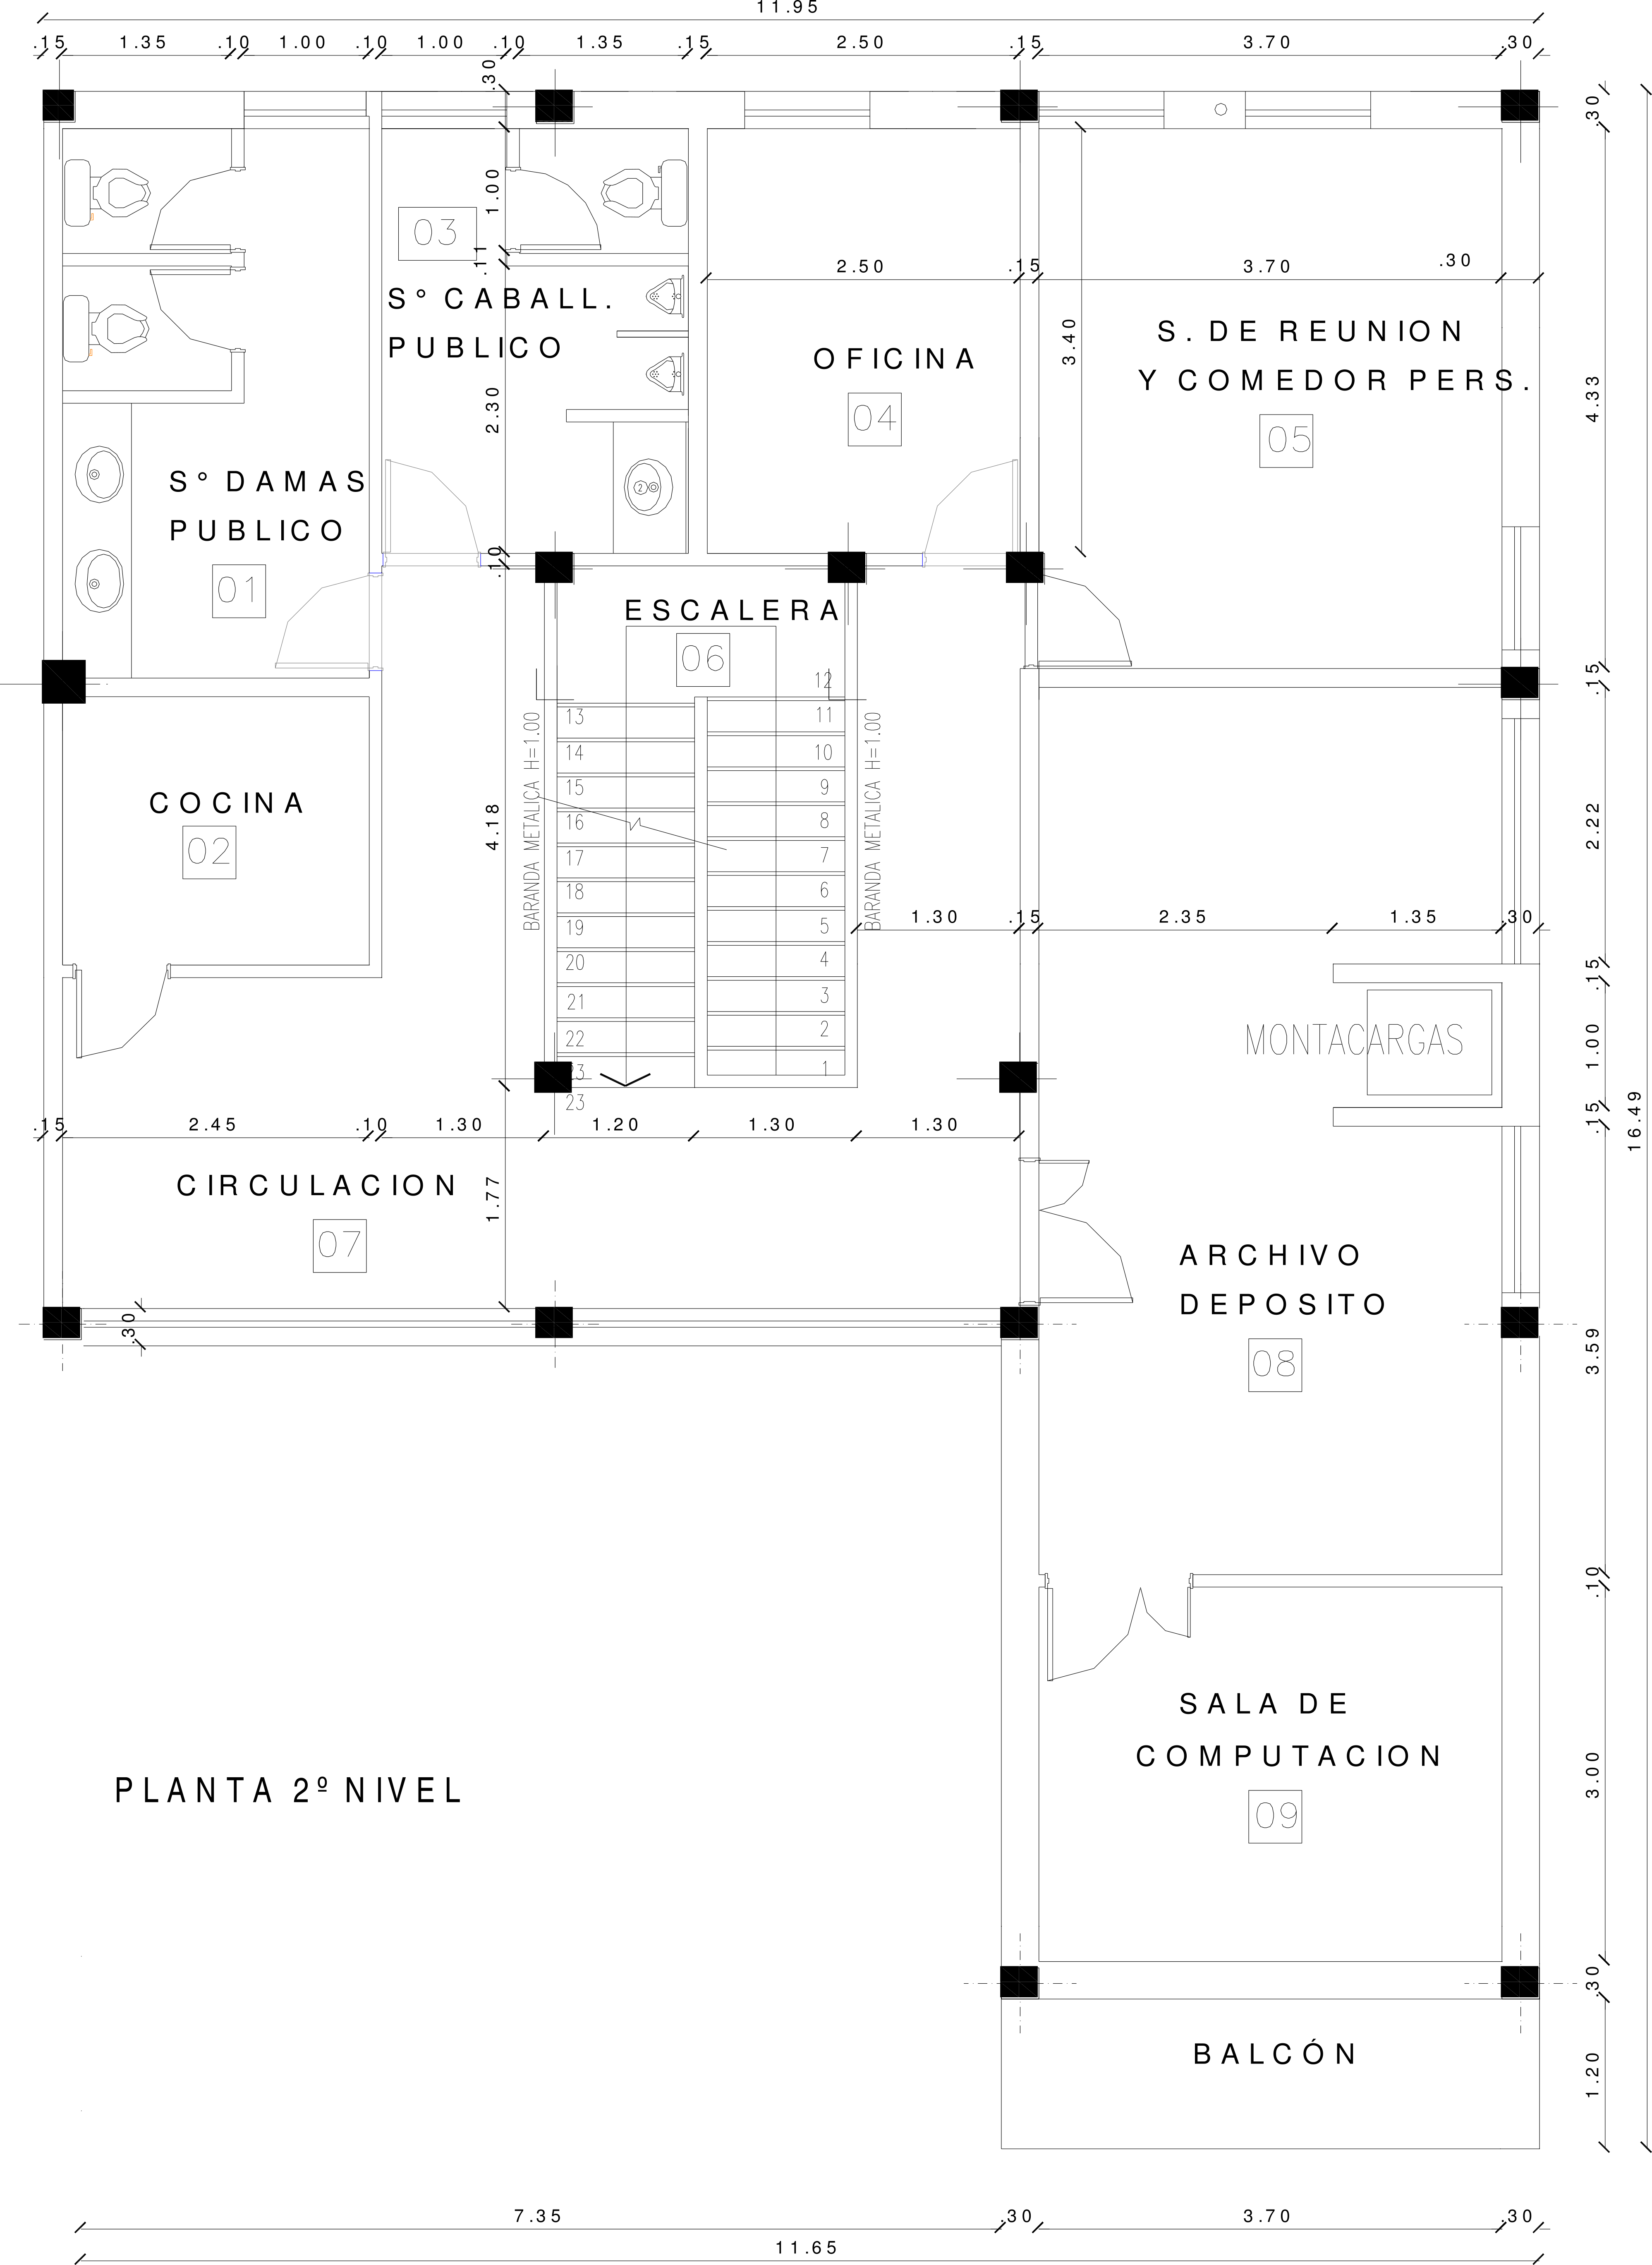 11.95
.15 1.35 .10 1.00 .10 1.00 .10 1.35 .15 2.50 .15 3.70 .30
.30
.30
1.00
03
.11
2.50 .15 3.70 .30
Sº CABALL.
PUBLICO
S. DE REUNION
Y COMEDOR PERS.
3.40
OFICINA
04
05
4.33
2.30
Sº DAMAS
PUBLICO
01
2
.10
ESCALERA
06
.15
12
13 11
14 10
15 9
16 8
17 7
18 6
19 5
20 4
21 3
22 2
23 1
23
BARANDA METALICA H=1.00
BARANDA METALICA H=1.00
COCINA
02
4.18
2.22
1.30 .15 2.35 1.35 .30
.15
MONTACARGAS
1.00
.15
16.49
.15 2.45 .10 1.30 1.20 1.30 1.30
CIRCULACION
07
1.77
.30
ARCHIVO
DEPOSITO
08
3.59
.10
SALA DE
COMPUTACION
09
3.00
PLANTA 2º NIVEL
.30
BALCÓN
1.20
7.35 .30 3.70 .30
11.65